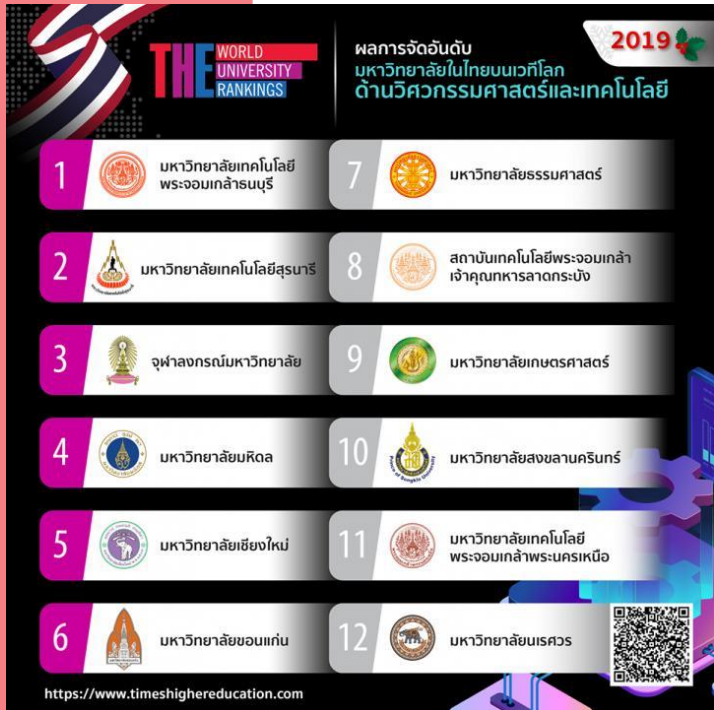 THE WORLD
UNIVERSITY
RANKINGS
ผลการจัดอันดับ
มหาวิทยาลัยในไทยบนเวทีโลก
ด้านวิศวกรรมศาสตร์และเทคโนโลยี
2019
1 มหาวิทยาลัยเทคโนโลยี
พระจอมเกล้าธนบุรี
2 มหาวิทยาลัยเทคโนโลยีสุรนารี
3 จุฬาลงกรณ์มหาวิทยาลัย
4 มหาวิทยาลัยมหิดล
5 มหาวิทยาลัยเชียงใหม่
6 มหาวิทยาลัยขอนแก่น
7 มหาวิทยาลัยธรรมศาสตร์
8 สถาบันเทคโนโลยีพระจอมเกล้า
เจ้าคุณทหารลาดกระบัง
9 มหาวิทยาลัยเกษตรศาสตร์
10 มหาวิทยาลัยสงขลานครินทร์
Prince of Songkla University
11 มหาวิทยาลัยเทคโนโลยี
พระจอมเกล้าพระนครเหนือ
12 มหาวิทยาลัยนเรศวร
https://www.timeshighereducation.com